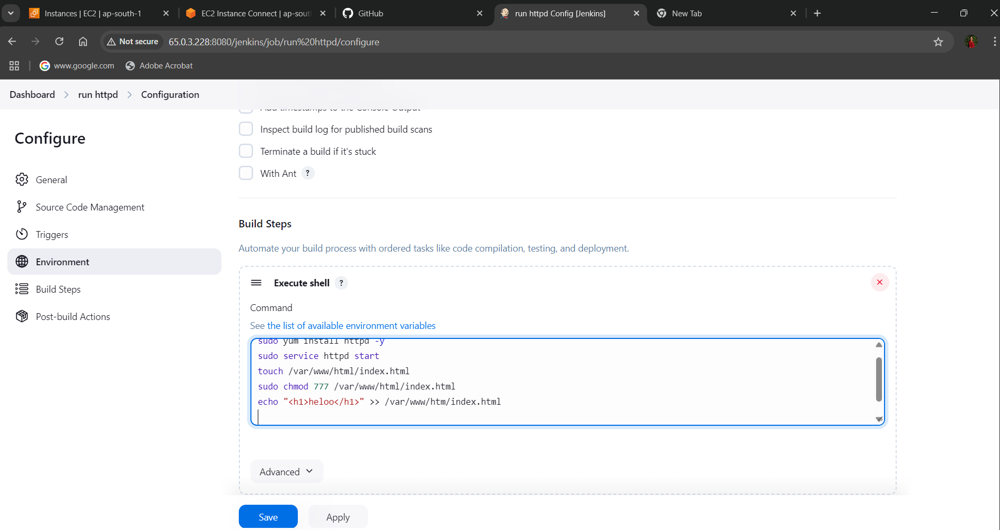 Instances | EC2 | ap-south-1
EC2 Instance Connect | ap-sout
GitHub
run httpd Config [Jenkins]
New Tab
Not secure
65.0.3.228:8080/jenkins/job/run%20httpd/configure
www.google.com
Adobe Acrobat
Dashboard
run httpd
Configuration
Add timestamps to the Console Output
Configure
Inspect build log for published build scans
Terminate a build if it's stuck
With Ant ?
General
Source Code Management
Triggers
Environment
Build Steps
Post-build Actions
Build Steps
Automate your build process with ordered tasks like code compilation, testing, and deployment.
Execute shell ?
Command
See the list of available environment variables
sudo yum install httpd -y
sudo service httpd start
touch /var/www/html/index.html
sudo chmod 777 /var/www/html/index.html
echo "<h1>heloo</h1>" >> /var/www/htm/index.html
Advanced
Save
Apply